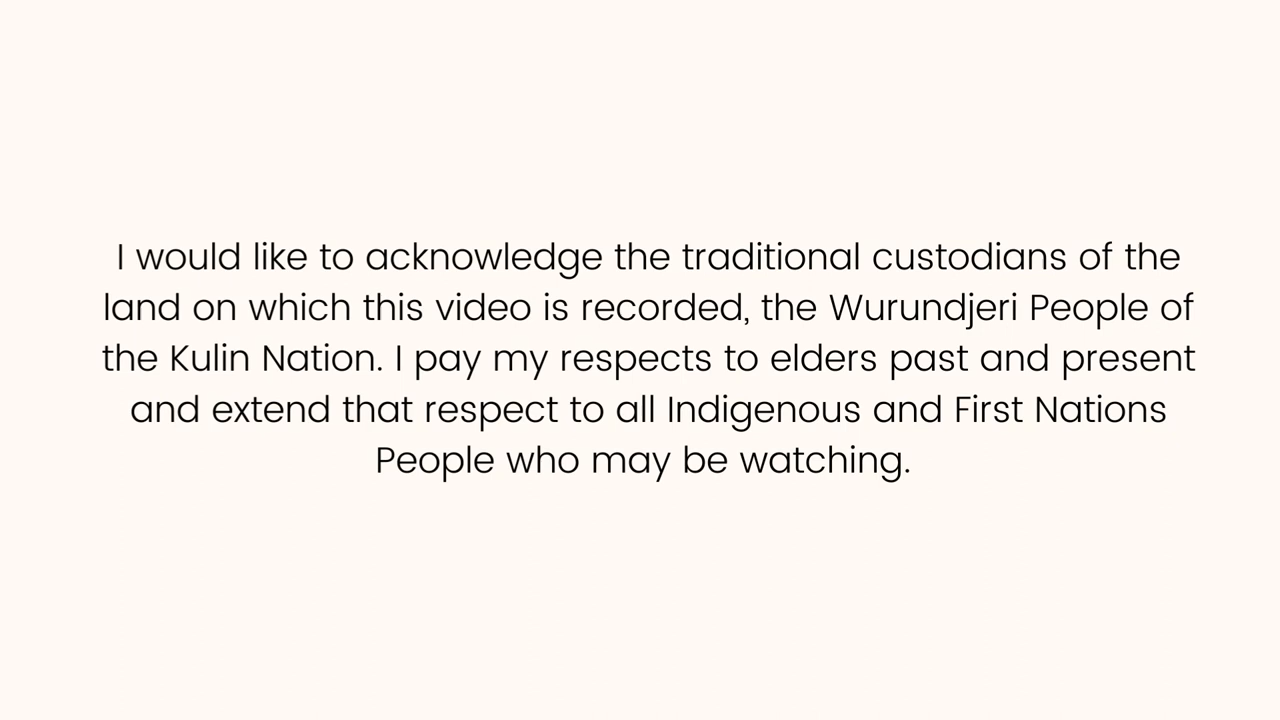 I would like to acknowledge the traditional custodians of the
land on which this video is recorded, the Wurundjeri People of
the Kulin Nation. I pay my respects to elders past and present
and extend that respect to all Indigenous and First Nations
People who may be watching.